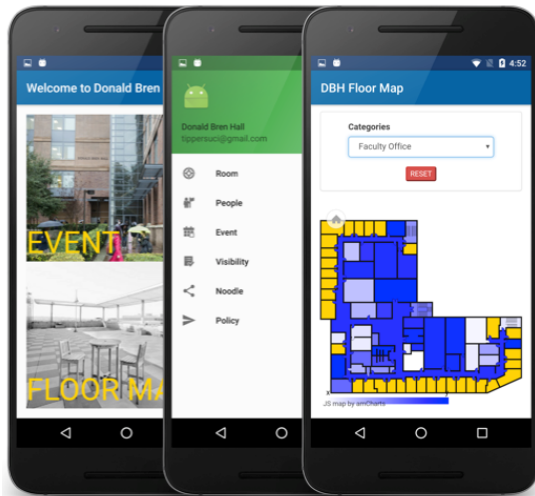 Welcome to Donald Bren
EVENT
FLOOR MA
Donald Bren Hall
tippersuci@gmail.com
Room
People
Event
Visibility
Noodle
Policy
4:52
DBH Floor Map
Categories
Faculty Office
RESET
x
JS map by amCharts